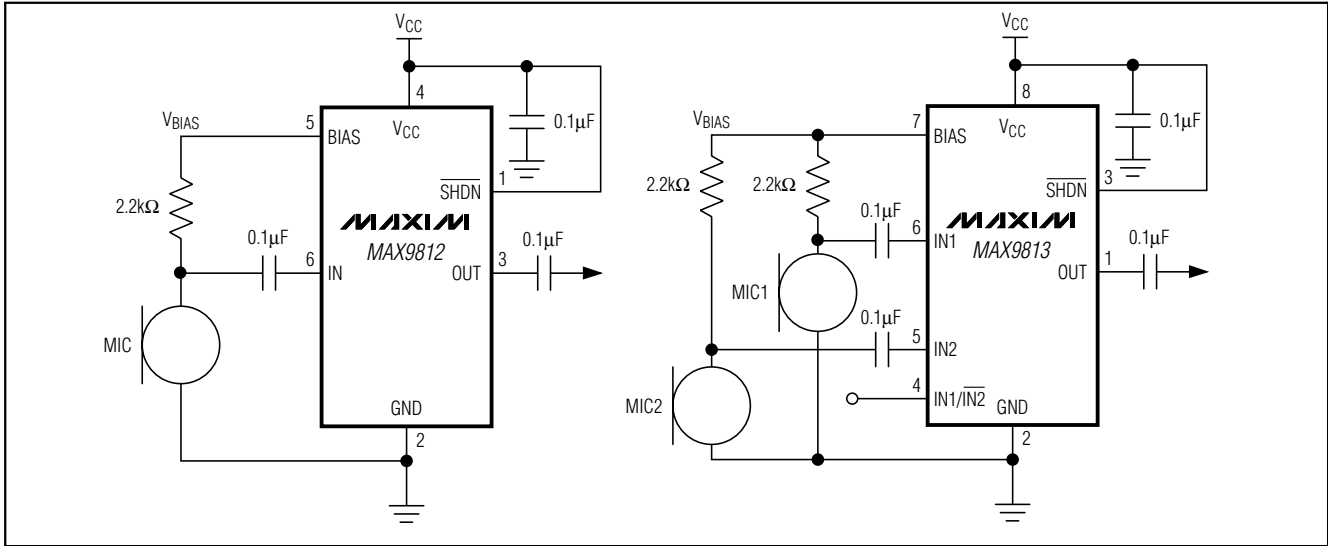 VCC
4
VBIAS
5
BIAS
VCC
0.1µF
1
SHDN
2.2kΩ
MAXIM
MAX9812
0.1µF
6
IN
0.1µF
3
OUT
MIC
GND
2
VCC
8
VBIAS
7
BIAS
VCC
0.1µF
2.2kΩ
2.2kΩ
3
SHDN
MAXIM
MAX9813
0.1µF
6
IN1
0.1µF
1
OUT
MIC1
0.1µF
5
IN2
MIC2
4
IN1/IN2
GND
2